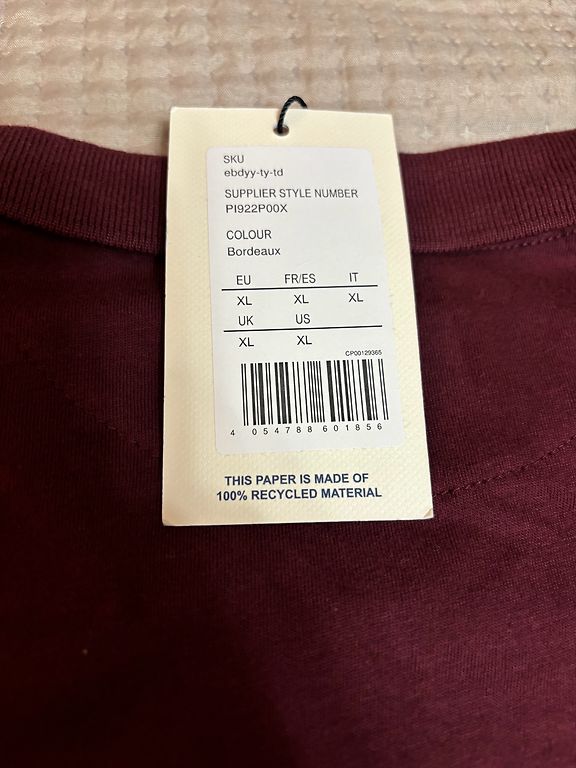 SKU
ebdyy-ty-td
SUPPLIER STYLE NUMBER
PI922P00X
COLOUR
Bordeaux
EU FR/ES IT
XL XL XL
UK US
XL XL
CP00129365
4 054788 601856
THIS PAPER IS MADE OF
100% RECYCLED MATERIAL